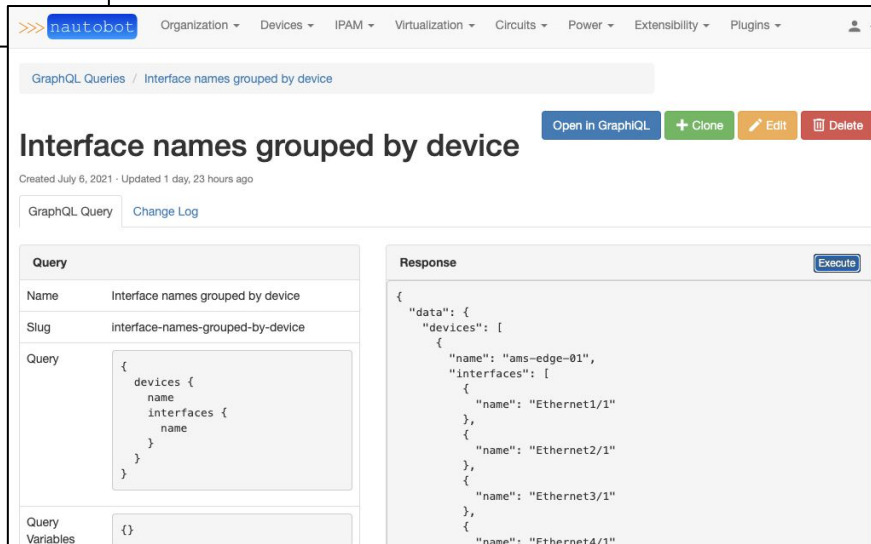 >>> nautobot Organization Devices IPAM Virtualization Circuits Power Extensibility Plugins
GraphQL Queries / Interface names grouped by device
Open in GraphiQL + Clone Edit Delete
Interface names grouped by device
Created July 6, 2021 · Updated 1 day, 23 hours ago
GraphQL Query Change Log
Query
Name Interface names grouped by device
Slug interface-names-grouped-by-device
Query
{
  devices {
    name
    interfaces {
      name
    }
  }
}
Query
Variables
{}
Response Execute
{
  "data": {
    "devices": [
      {
        "name": "ams-edge-01",
        "interfaces": [
          {
            "name": "Ethernet1/1"
          },
          {
            "name": "Ethernet2/1"
          },
          {
            "name": "Ethernet3/1"
          },
          {
            "name": "Ethernet4/1"